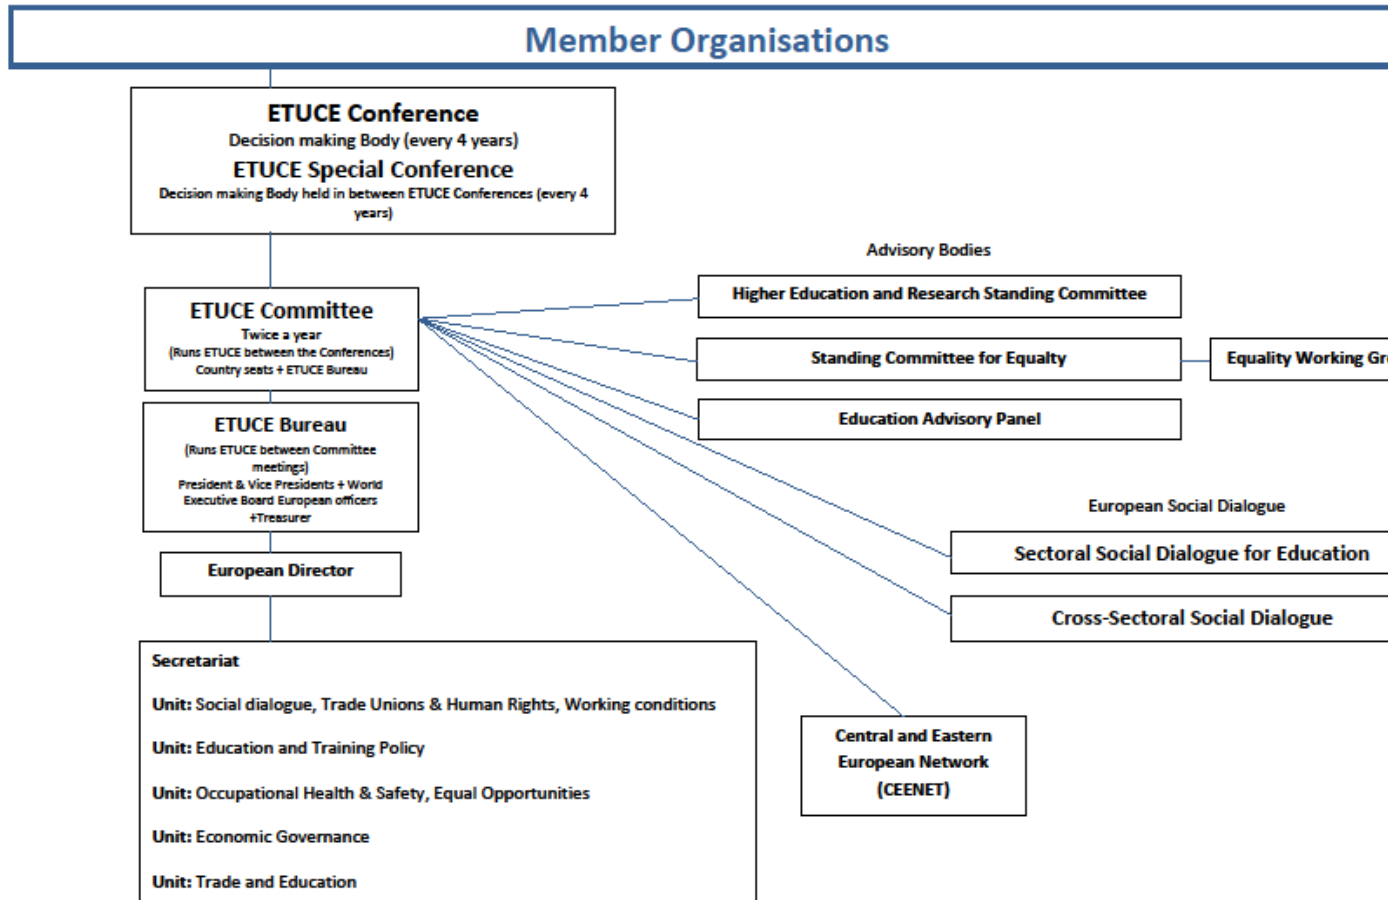 Member Organisations
ETUCE Conference
Decision making Body (every 4 years)
ETUCE Special Conference
Decision making Body held in between ETUCE Conferences (every 4
years)
Advisory Bodies
Higher Education and Research Standing Committee
ETUCE Committee
Twice a year
(Runs ETUCE between the Conferences)
Country seats + ETUCE Bureau
Standing Committee for Equalty
Equality Working
Education Advisory Panel
ETUCE Bureau
(Runs ETUCE between Committee
meetings)
President & Vice Presidents + World
Executive Board European officers
+Treasurer
European Social Dialogue
Sectoral Social Dialogue for Education
European Director
Cross-Sectoral Social Dialogue
Secretariat
Unit: Social dialogue, Trade Unions & Human Rights, Working conditions
Unit: Education and Training Policy
Unit: Occupational Health & Safety, Equal Opportunities
Unit: Economic Governance
Unit: Trade and Education
Central and Eastern
European Network
(CEENET)